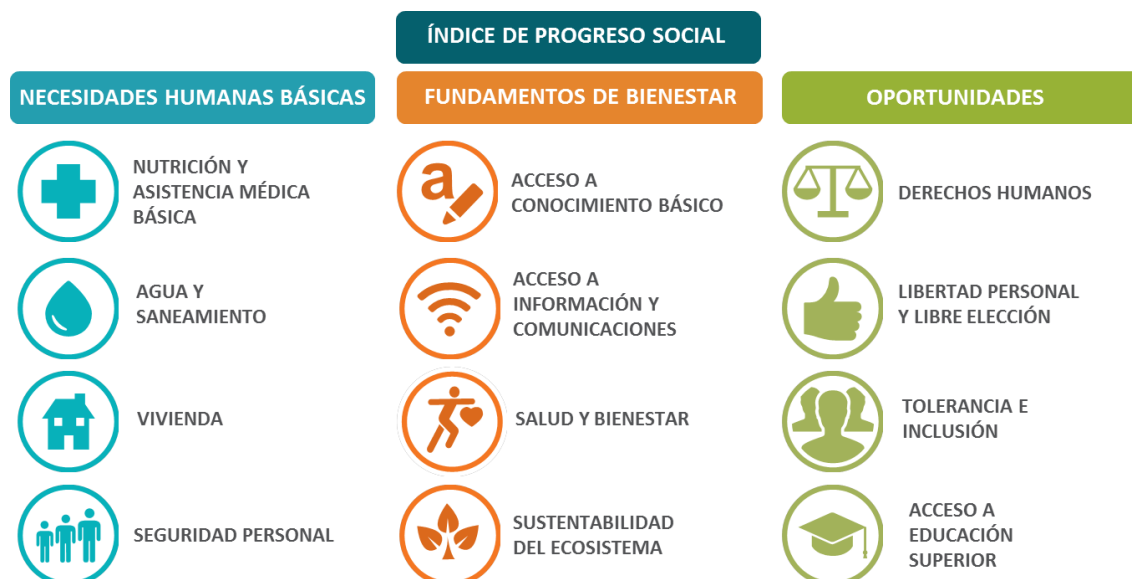 ÍNDICE DE PROGRESO SOCIAL
NECESIDADES HUMANAS BÁSICAS
NUTRICIÓN Y
ASISTENCIA MÉDICA
BÁSICA
AGUA Y
SANEAMIENTO
VIVIENDA
SEGURIDAD PERSONAL
FUNDAMENTOS DE BIENESTAR
a
ACCESO A
CONOCIMIENTO BÁSICO
ACCESO A
INFORMACIÓN Y
COMUNICACIONES
SALUD Y BIENESTAR
SUSTENTABILIDAD
DEL ECOSISTEMA
OPORTUNIDADES
DERECHOS HUMANOS
LIBERTAD PERSONAL
Y LIBRE ELECCIÓN
TOLERANCIA E
INCLUSIÓN
ACCESO A
EDUCACIÓN
SUPERIOR